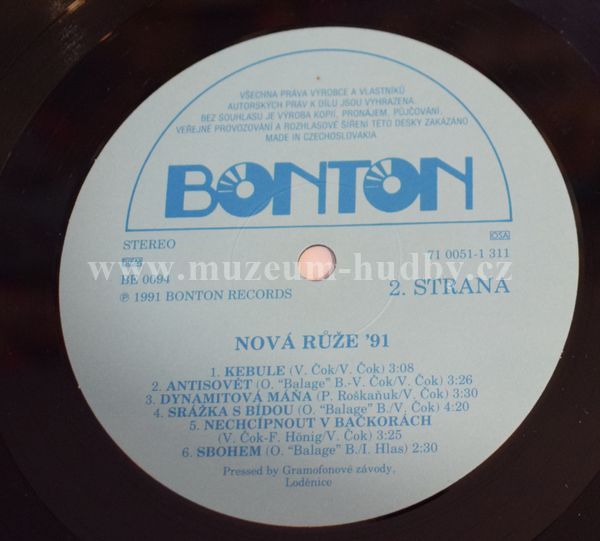 VŠECHNA PRÁVA VÝROBCE A VLASTNÍKŮ
AUTORSKÝCH PRÁV K DÍLU JSOU VYHRAZENA.
BEZ SOUHLASU JE VÝROBA KOPIÍ, PRONÁJEM, PŮJČOVÁNÍ,
VEŘEJNÉ PROVOZOVÁNÍ A ROZHLASOVÉ ŠÍŘENÍ TÉTO DESKY ZAKÁZÁNO
MADE IN CZECHOSLOVAKIA
BONTON
STEREO
OSA
71 0051-1 311
www.muzeum-hudby.cz
BE 0694
℗ 1991 BONTON RECORDS
2. STRANA
NOVÁ RŮŽE '91
1. KEBULE (V. Čok/V. Čok) 3:08
2. ANTISOVĚT (O. "Balage" B.-V. Čok/V. Čok) 3:26
3. DYNAMITOVÁ MÁŇA (P. Roškaňuk/V. Čok) 3:30
4. SRÁŽKA S BÍDOU (O. "Balage" B./V. Čok) 4:20
5. NECHCÍPNOUT V BAČKORÁCH
(V. Čok-F. Hönig/V. Čok) 3:25
6. SBOHEM (O. "Balage" B./I. Hlas) 2:30
Pressed by Gramofonové závody,
Loděnice